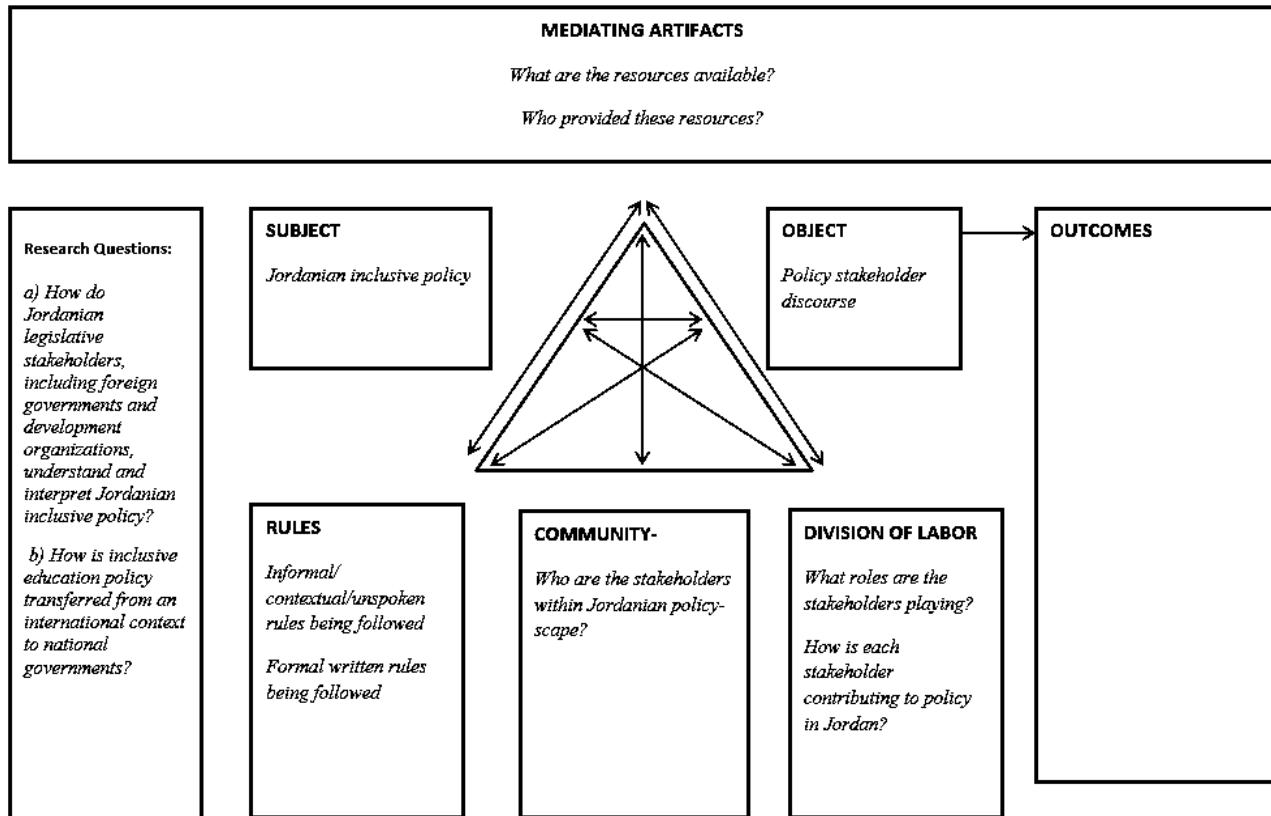 MEDIATING ARTIFACTS
What are the resources available?
Who provided these resources?
Research Questions:
a) How do
Jordanian
legislative
stakeholders,
including foreign
governments and
development
organizations,
understand and
interpret Jordanian
inclusive policy?
b) How is inclusive
education policy
transferred from an
international context
to national
governments?
SUBJECT
Jordanian inclusive policy
OBJECT
Policy stakeholder
discourse
OUTCOMES
RULES
Informal/
contextual/unspoken
rules being followed
Formal written rules
being followed
COMMUNITY-
Who are the stakeholders
within Jordanian policy-
scape?
DIVISION OF LABOR
What roles are the
stakeholders playing?
How is each
stakeholder
contributing to policy
in Jordan?